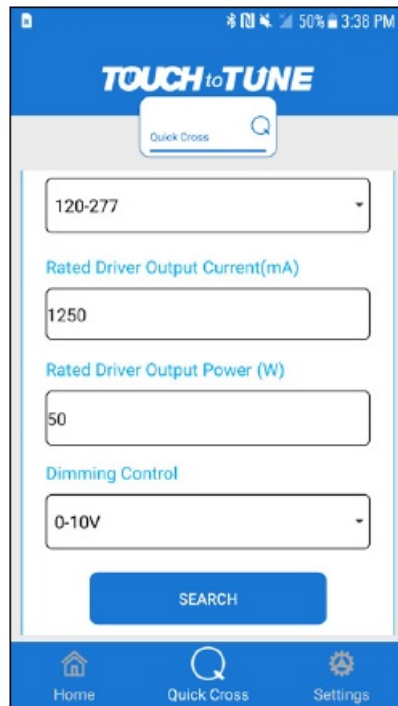 50% 3:38 PM
TOUCH to TUNE
Quick Cross
120-277
Rated Driver Output Current(mA)
1250
Rated Driver Output Power (W)
50
Dimming Control
0-10V
SEARCH
Home Quick Cross Settings